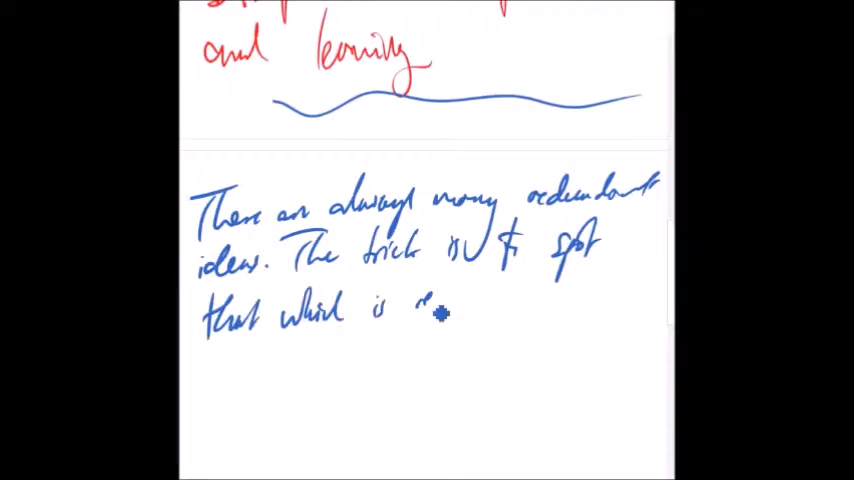 and learning
There are always many redundant
ideas. The trick is to spot
that which is